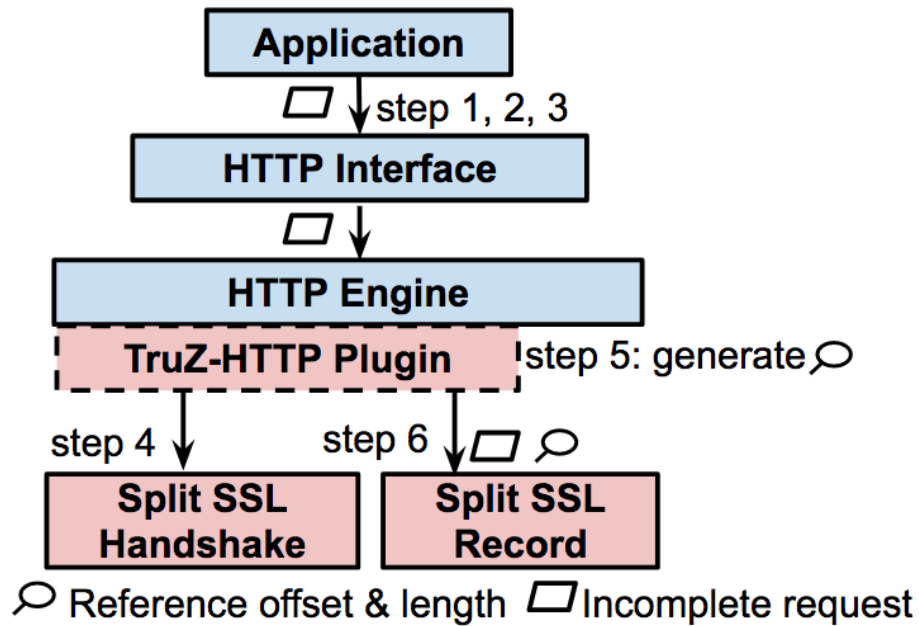 Application
step 1, 2, 3
HTTP Interface
HTTP Engine
TruZ-HTTP Plugin
step 5: generate
step 4
step 6
Split SSL
Handshake
Split SSL
Record
Reference offset & length
Incomplete request